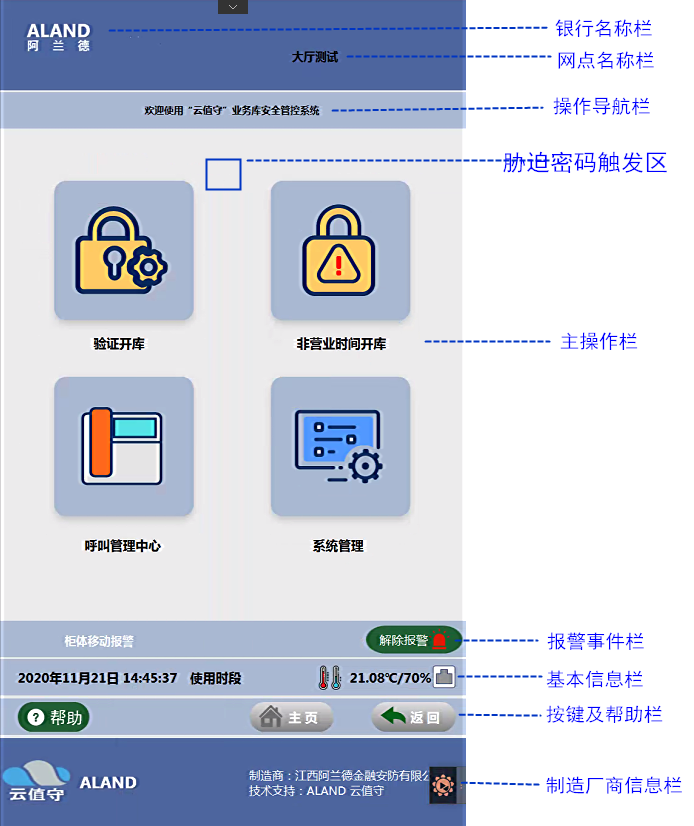 ALAND
阿 兰 德
银行名称栏
大厅测试
网点名称栏
欢迎使用“云值守”业务库安全管控系统
操作导航栏
胁迫密码触发区
验证开库
非营业时间开库
主操作栏
呼叫管理中心
系统管理
柜体移动报警
解除报警
报警事件栏
2020年11月21日 14:45:37 使用时段
21.08℃/70%
基本信息栏
? 帮助
主页
返回
按键及帮助栏
云值守
ALAND
制造商：江西阿兰德金融安防有限公
技术支持：ALAND 云值守
制造厂商信息栏